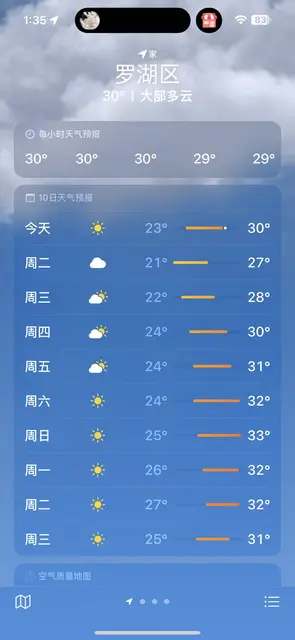 1:35
83
家
罗湖区
30° | 大部多云
每小时天气预报
30° 30° 30° 29° 29°
10日天气预报
今天 23° 30°
周二 21° 27°
周三 22° 28°
周四 24° 30°
周五 24° 31°
周六 24° 32°
周日 25° 33°
周一 26° 32°
周二 27° 32°
周三 25° 31°
空气质量地图